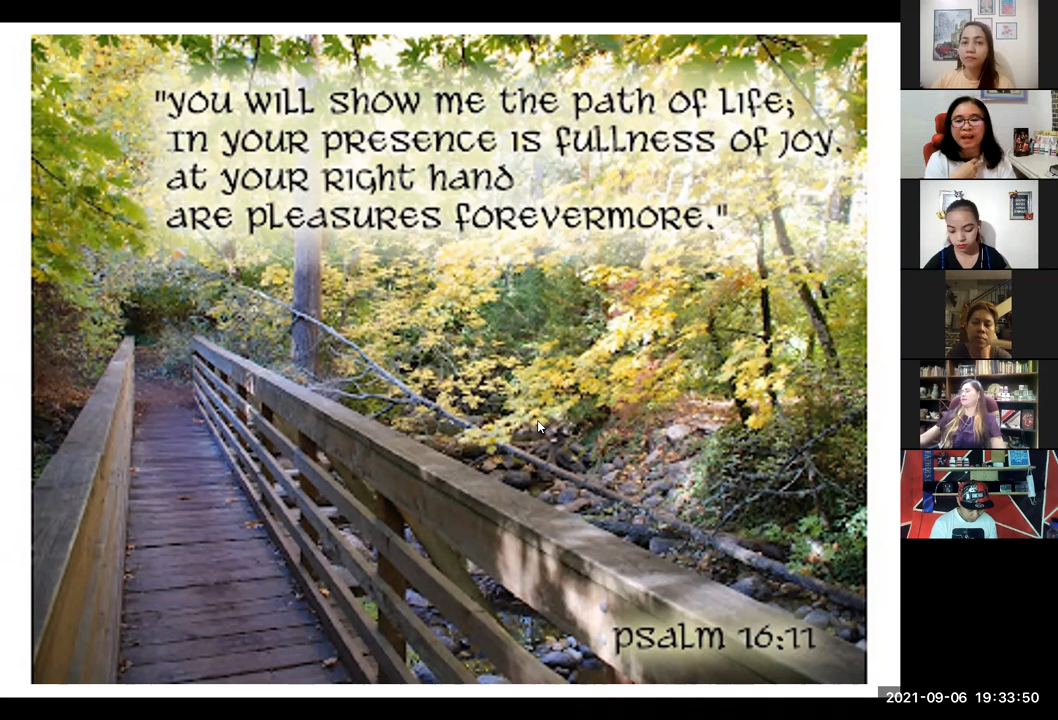 "You will show me the path of life;
In your presence is fullness of joy.
at your right hand
are pleasures forevermore."
psalm 16:11
2021-09-06 19:33:50